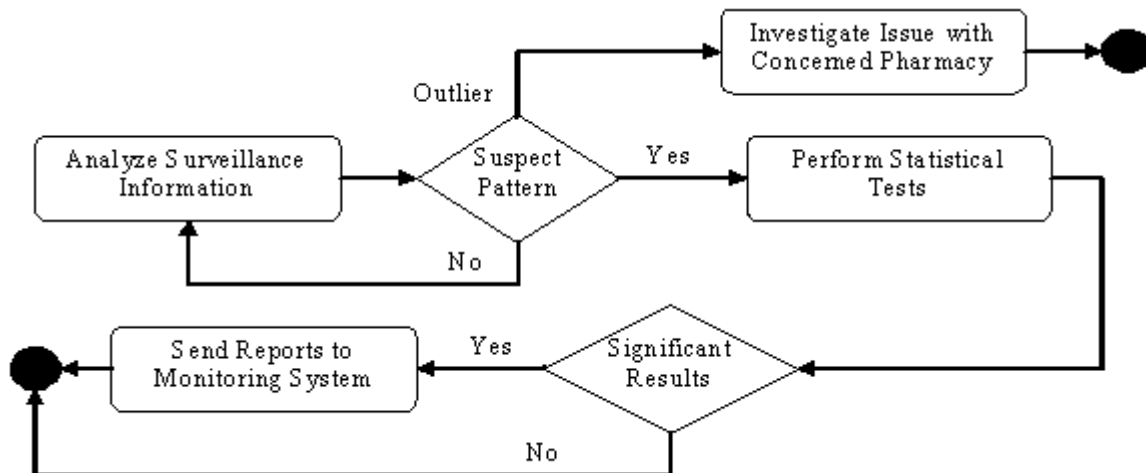 Investigate Issue with
Concerned Pharmacy
Outlier
Analyze Surveillance
Information
Suspect
Pattern
Yes
Perform Statistical
Tests
No
Send Reports to
Monitoring System
Yes
Significant
Results
No